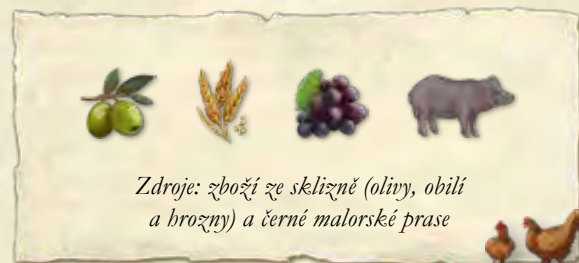 Zdroje: zboží ze sklizně (olivy, obilí
a hrozny) a černé malorské prase